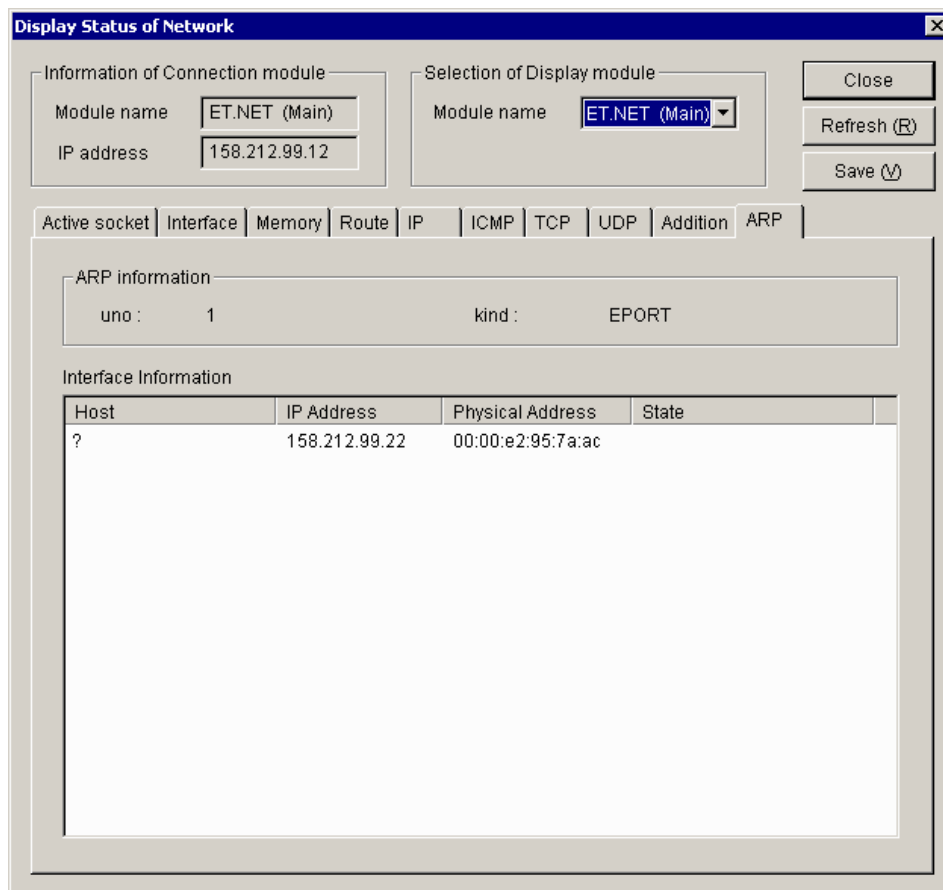 Display Status of Network
Information of Connection module
Module name ET.NET (Main)
IP address 158.212.99.12
Selection of Display module
Module name ET.NET (Main)
Close
Refresh (R)
Save (V)
Active socket Interface Memory Route IP ICMP TCP UDP Addition ARP
ARP information
uno : 1 kind : EPORT
Interface Information
Host IP Address Physical Address State
? 158.212.99.22 00:00:e2:95:7a:ac